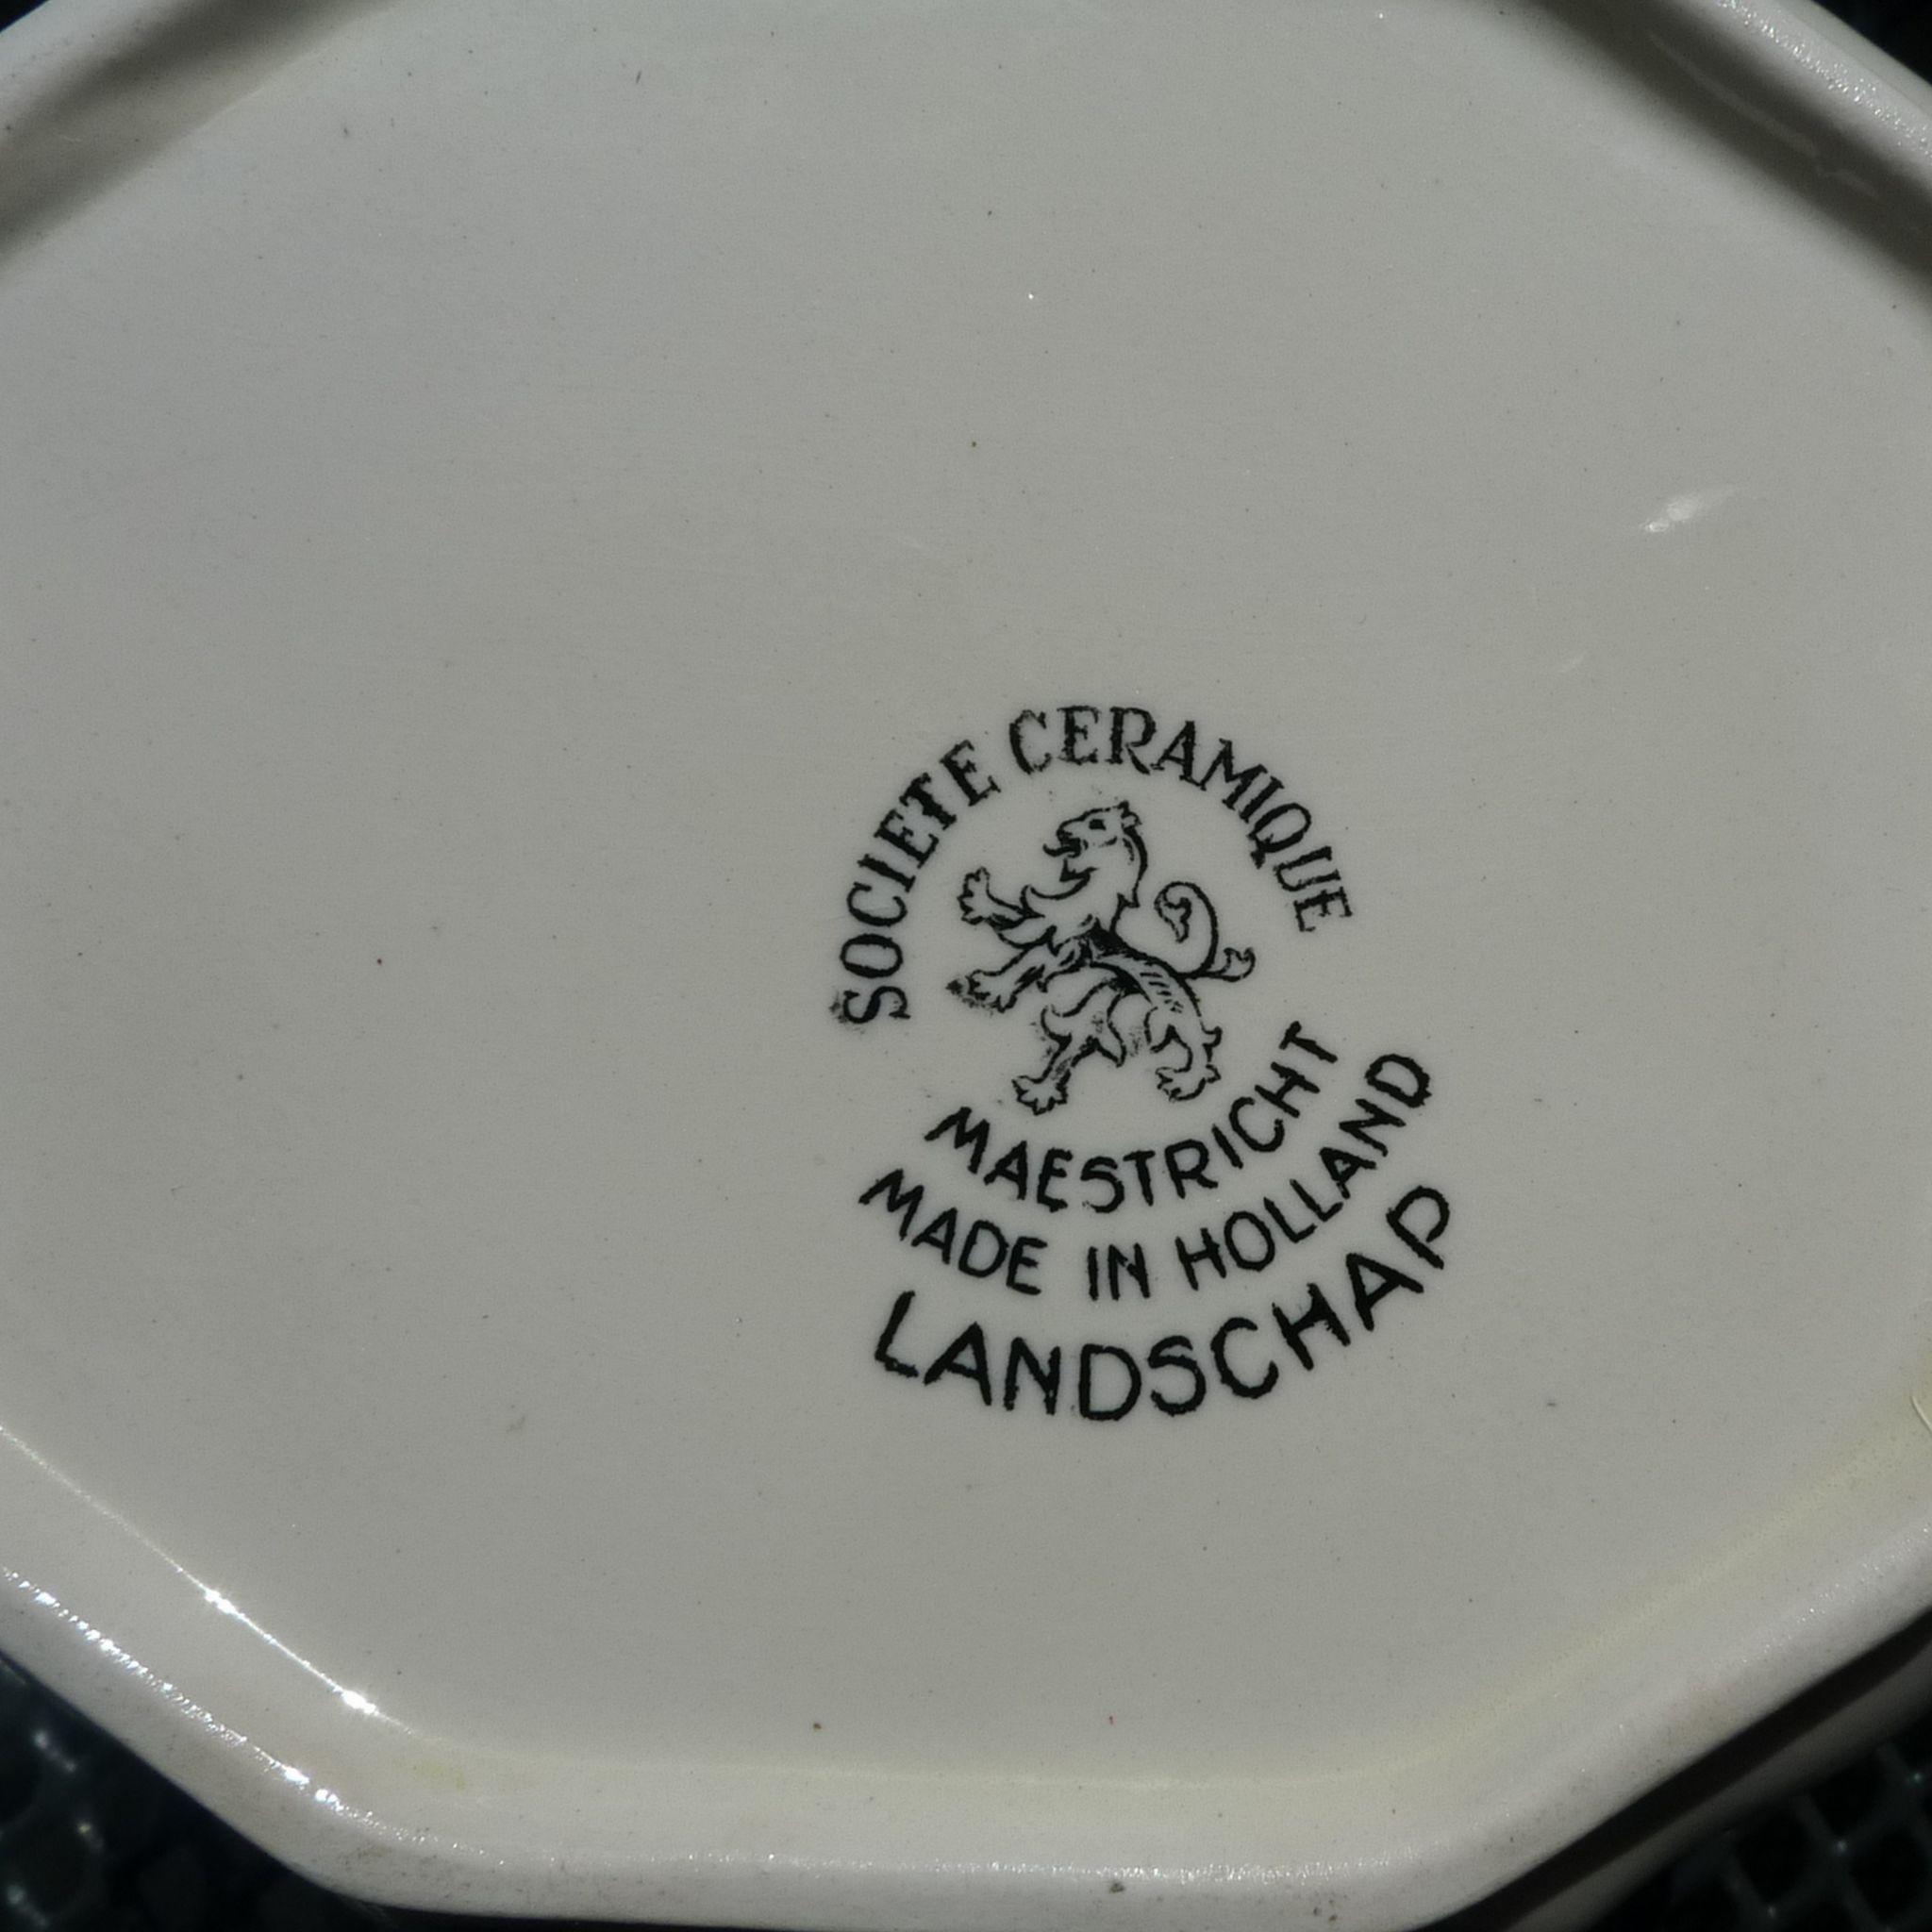 SOCIETE CERAMIQUE
MAESTRICHT
MADE IN HOLLAND
LANDSCHAP